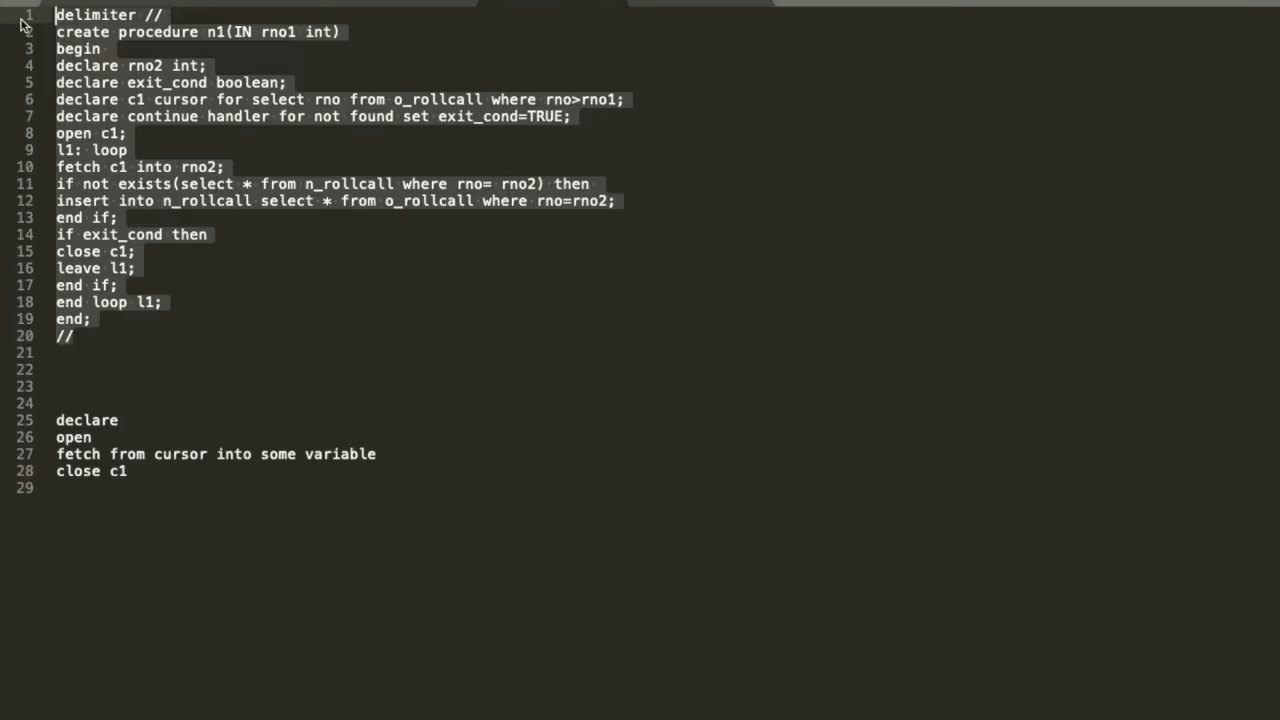 1 delimiter //
2 create procedure n1(IN rno1 int)
3 begin
4 declare rno2 int;
5 declare exit_cond boolean;
6 declare c1 cursor for select rno from o_rollcall where rno>rno1;
7 declare continue handler for not found set exit_cond=TRUE;
8 open c1;
9 l1: loop
10 fetch c1 into rno2;
11 if not exists(select * from n_rollcall where rno= rno2) then
12 insert into n_rollcall select * from o_rollcall where rno=rno2;
13 end if;
14 if exit_cond then
15 close c1;
16 leave l1;
17 end if;
18 end loop l1;
19 end;
20 //
21
22
23
24
25 declare
26 open
27 fetch from cursor into some variable
28 close c1
29